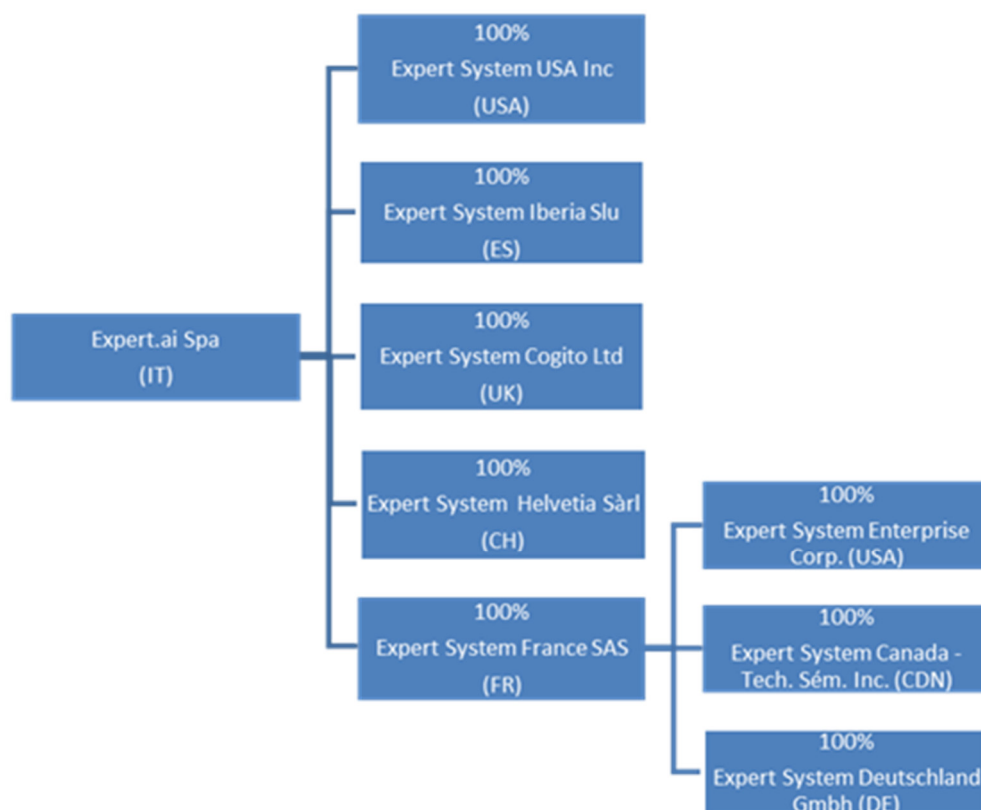 100%
Expert System USA Inc
(USA)
100%
Expert System Iberia Slu
(ES)
Expert.ai Spa
(IT)
100%
Expert System Cogito Ltd
(UK)
100%
Expert System Helvetia Sàrl
(CH)
100%
Expert System France SAS
(FR)
100%
Expert System Enterprise
Corp. (USA)
100%
Expert System Canada -
Tech. Sém. Inc. (CDN)
100%
Expert System Deutschland
Gmbh (DE)